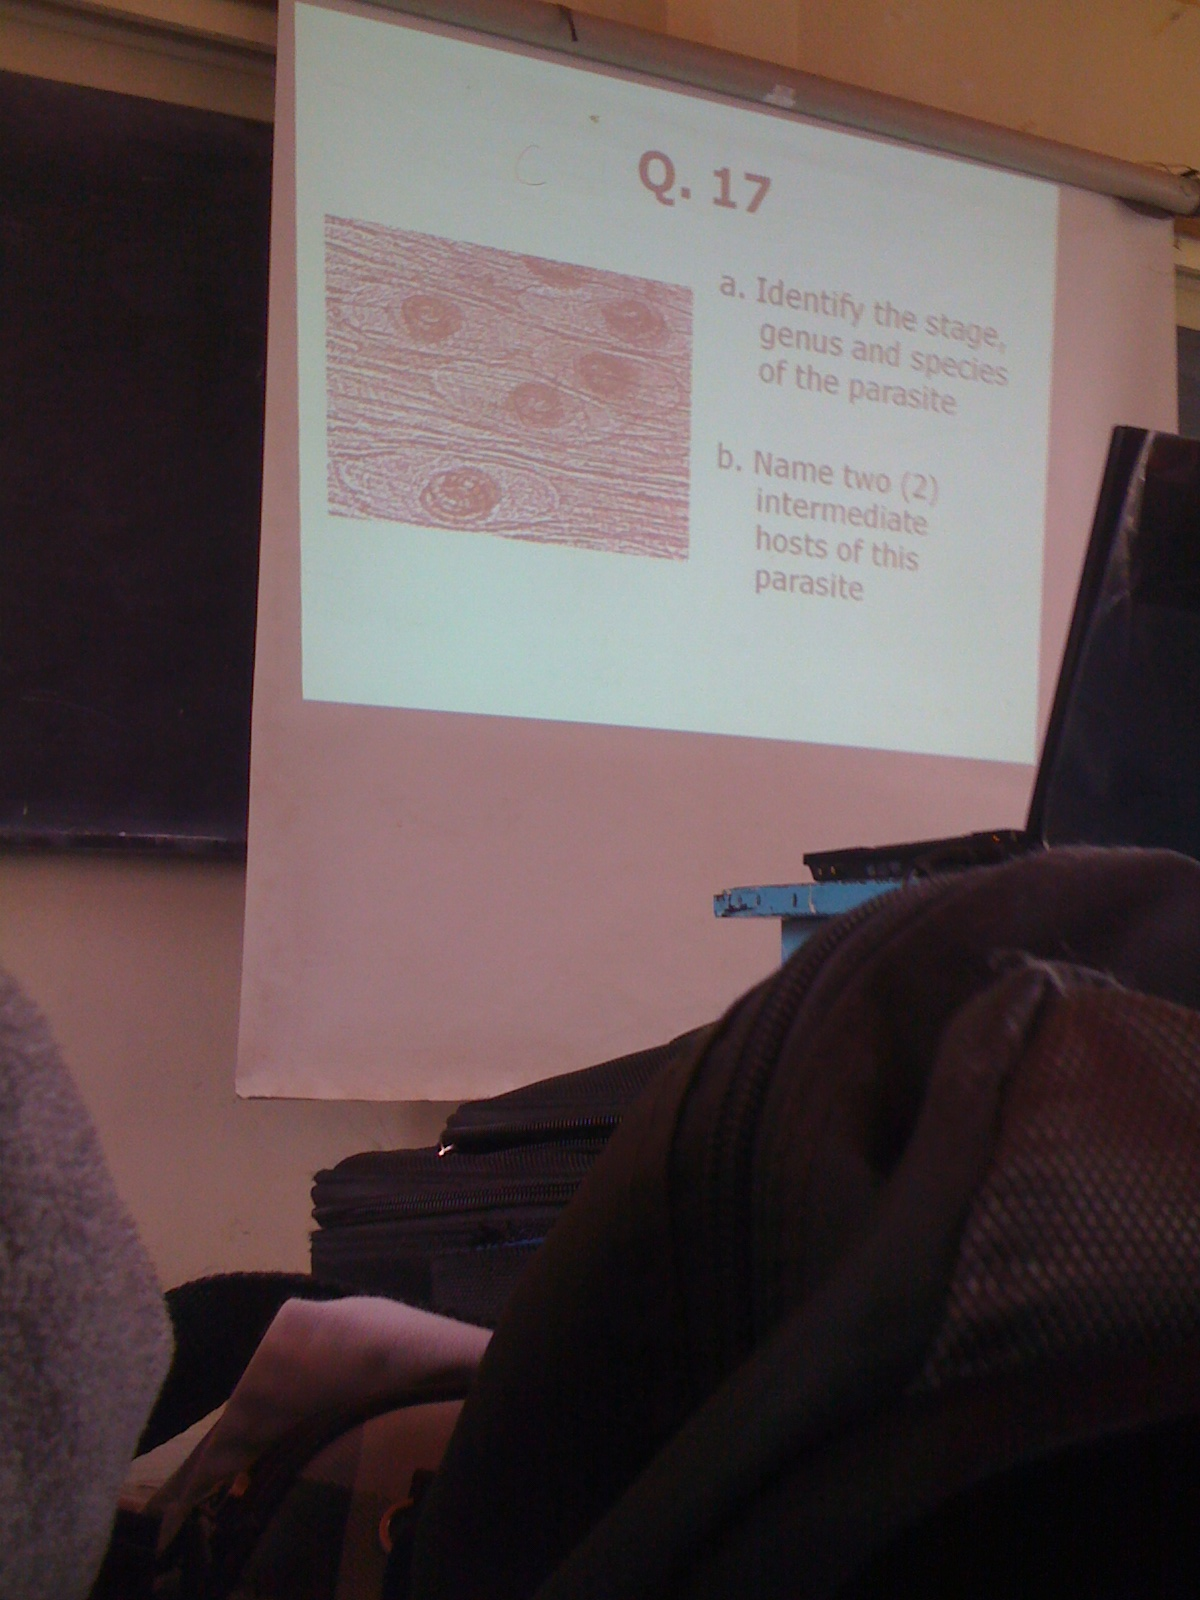 Q. 17
a. Identify the stage,
genus and species
of the parasite
b. Name two (2)
intermediate
hosts of this
parasite